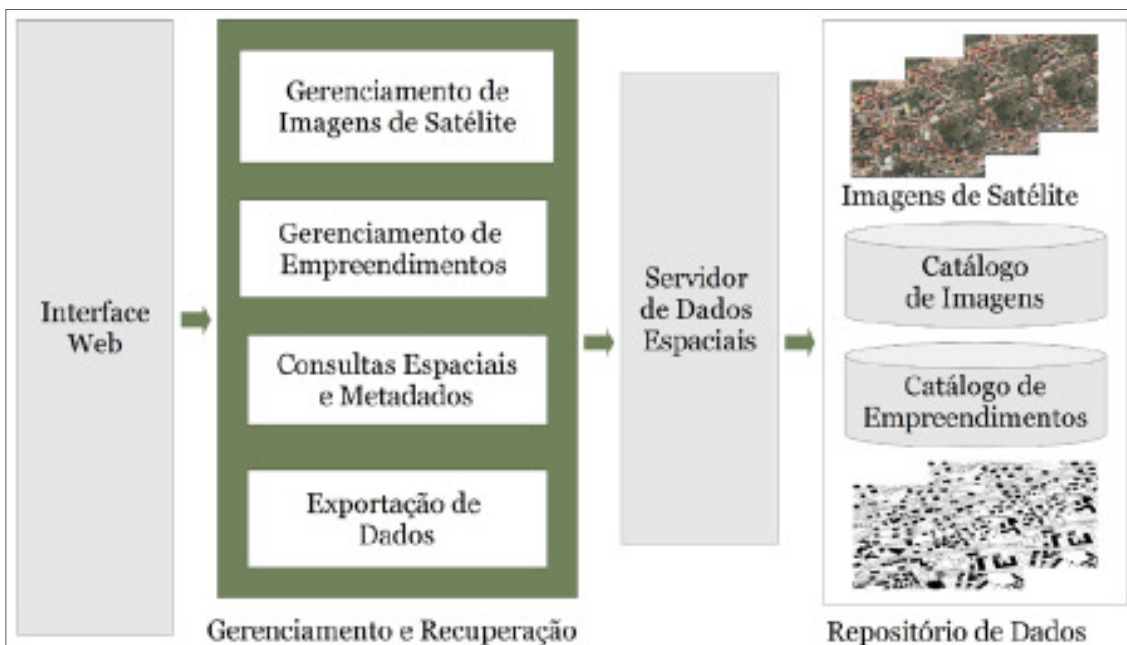 Interface
Web
Gerenciamento de
Imagens de Satélite
Gerenciamento de
Empreendimentos
Consultas Espaciais
e Metadados
Exportação de
Dados
Gerenciamento e Recuperação
Servidor
de Dados
Espaciais
Imagens de Satélite
Catálogo
de Imagens
Catálogo de
Empreendimentos
Repositório de Dados